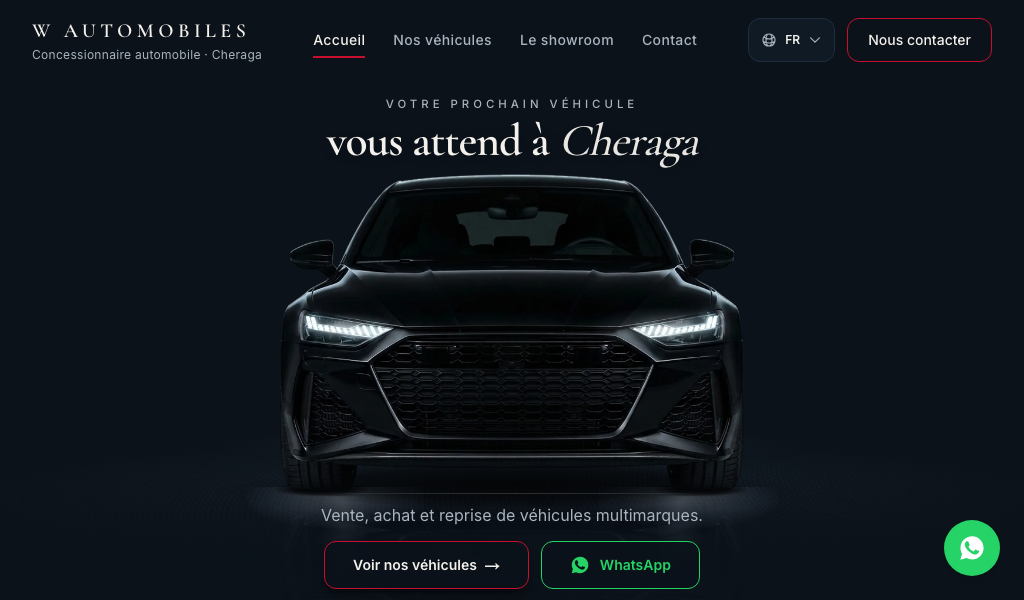 W AUTOMOBILES
Concessionnaire automobile · Cheraga
Accueil
Nos véhicules
Le showroom
Contact
FR
Nous contacter
VOTRE PROCHAIN VÉHICULE
vous attend à Cheraga
Vente, achat et reprise de véhicules multimarques.
Voir nos véhicules →
WhatsApp